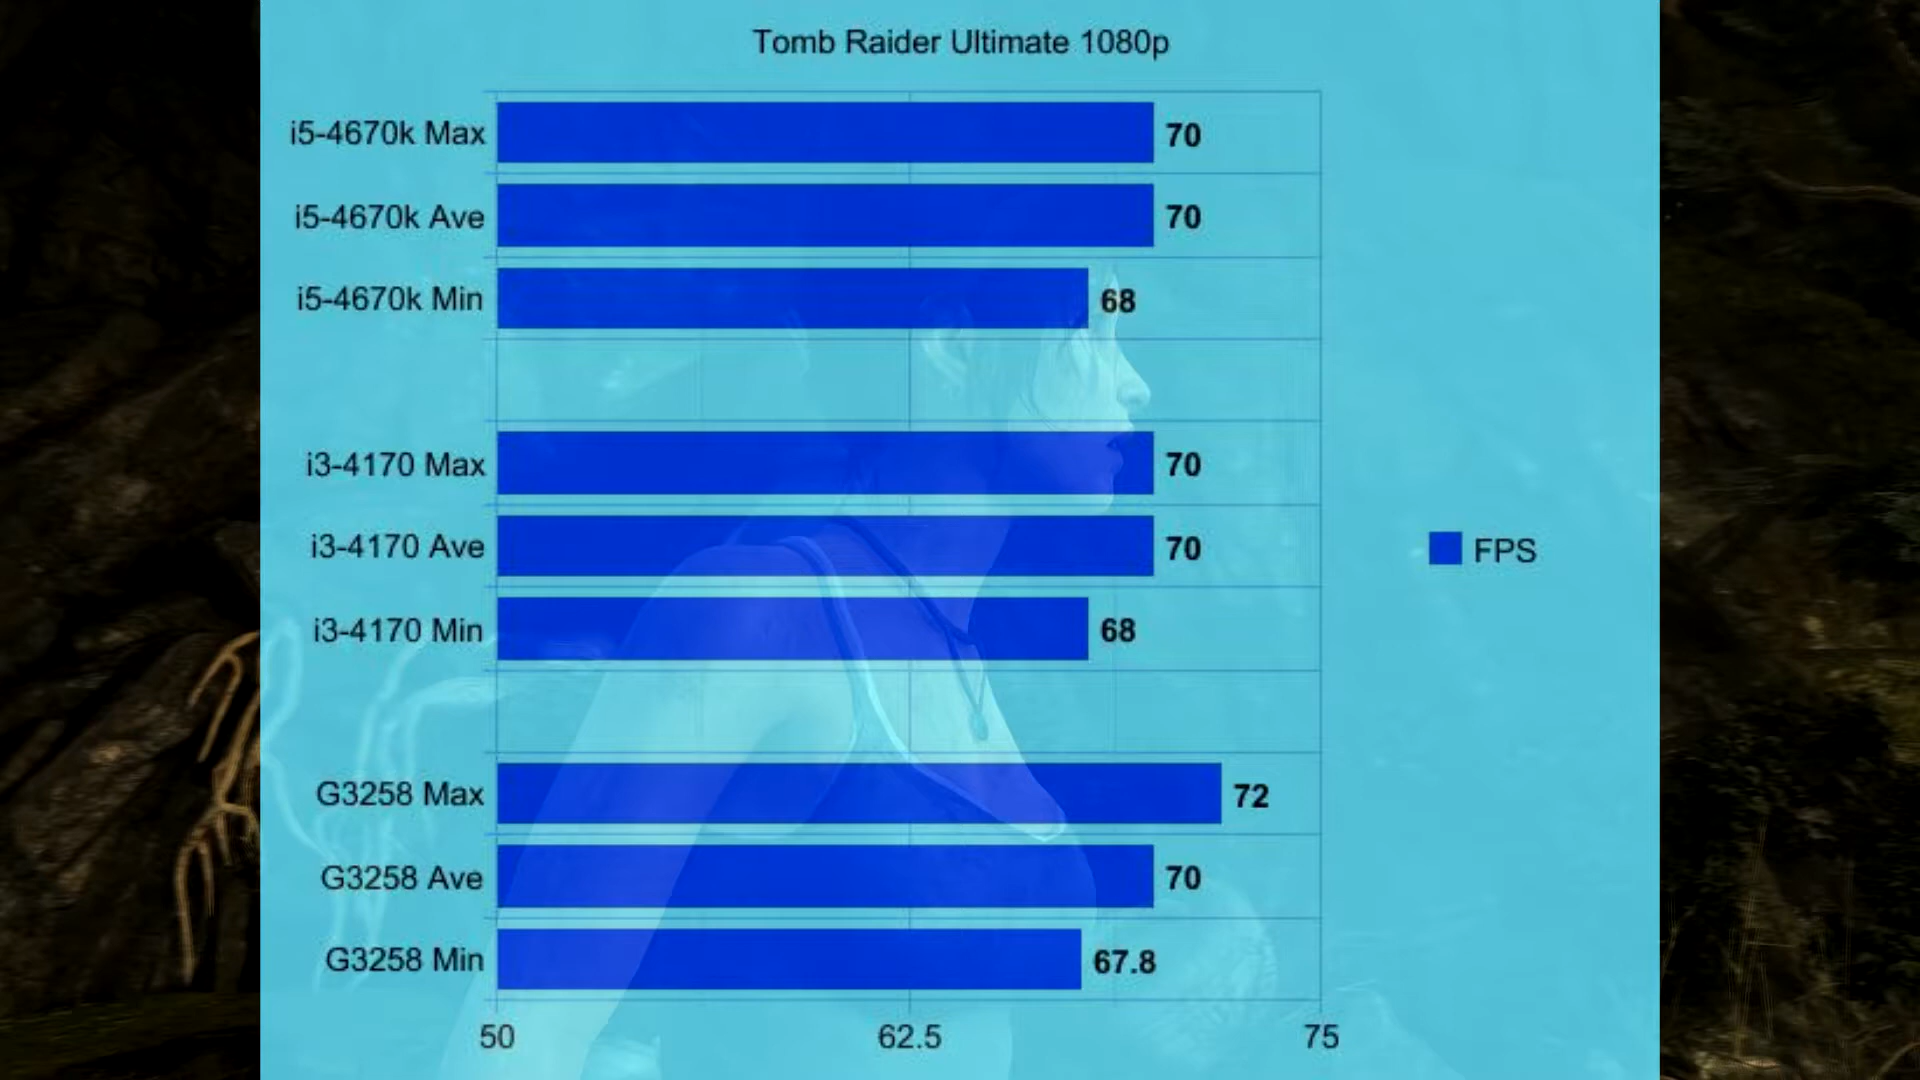 Tomb Raider Ultimate 1080p
i5-4670k Max 70
i5-4670k Ave 70
i5-4670k Min 68
i3-4170 Max 70
i3-4170 Ave 70
FPS
i3-4170 Min 68
G3258 Max 72
G3258 Ave 70
G3258 Min 67.8
50 62.5 75